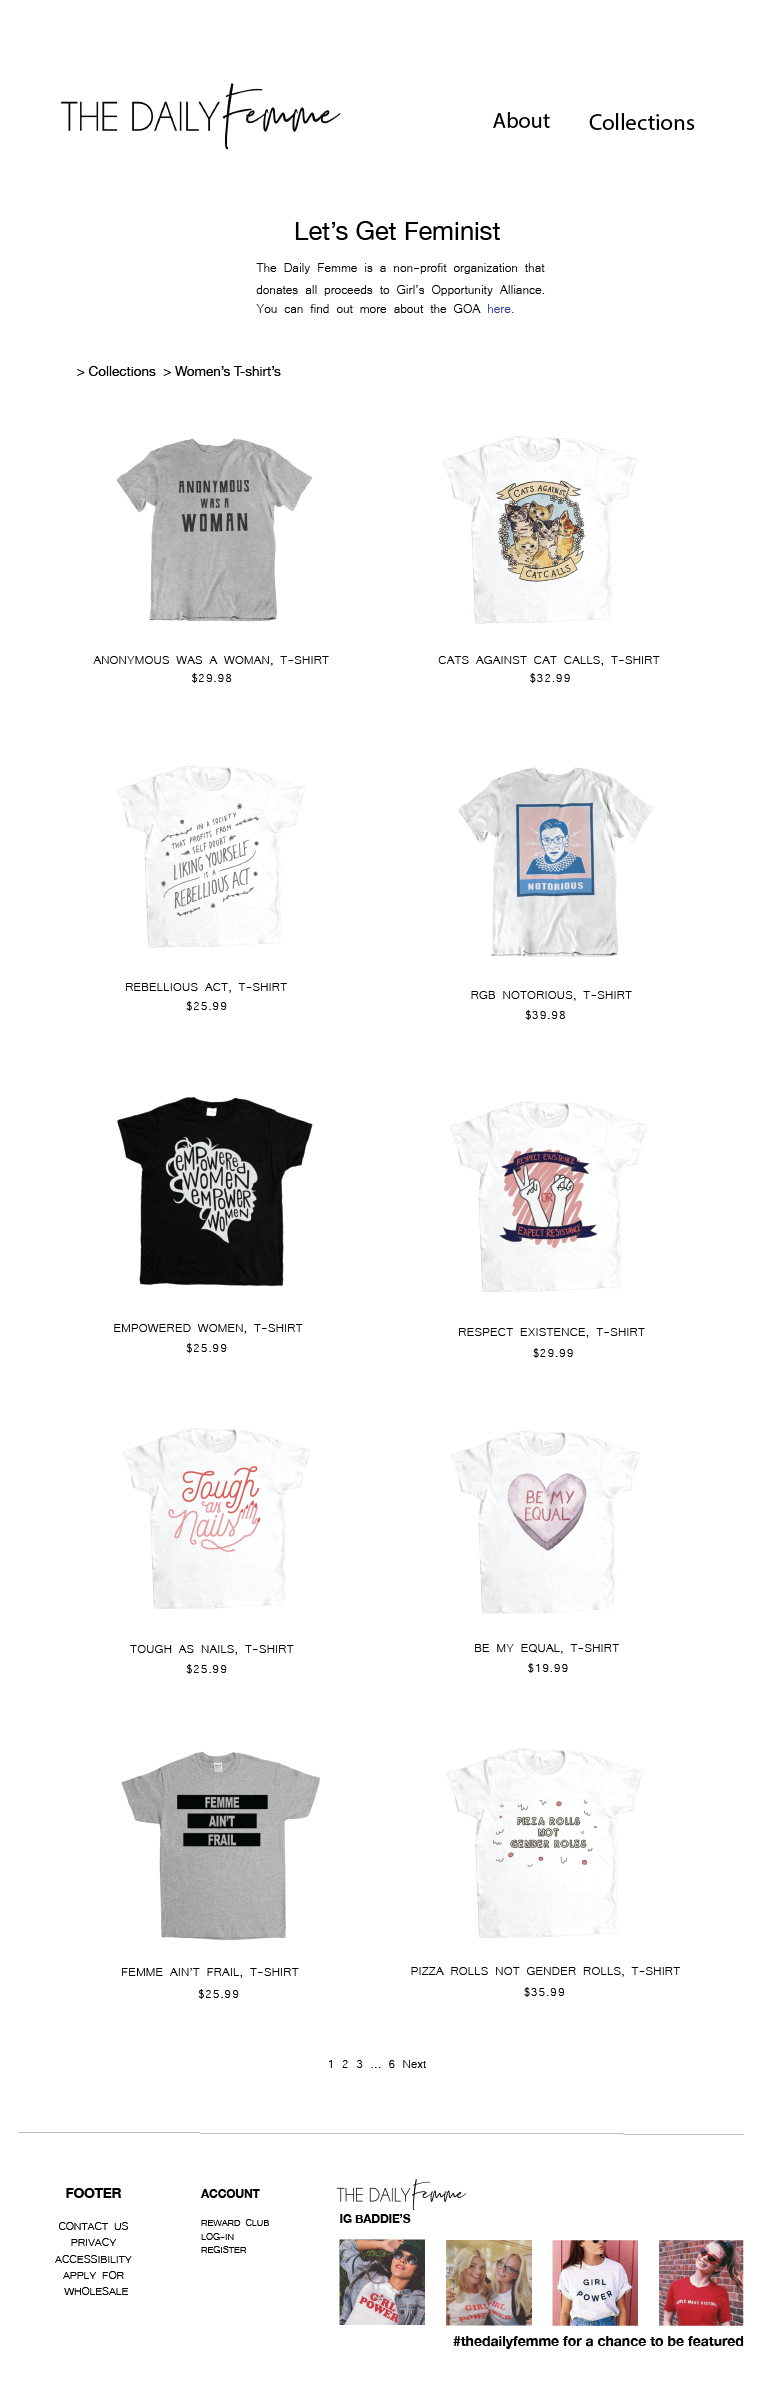 THE DAILY Femme
About
Collections
Let's Get Feminist
The Daily Femme is a non-profit organization that
donates all proceeds to Girl's Opportunity Alliance.
You can find out more about the GOA here.
> Collections > Women's T-shirt's
ANONYMOUS
WAS A
WOMAN
CATS AGAINST
CATCALLS
ANONYMOUS WAS A WOMAN, T-SHIRT
$29.98
CATS AGAINST CAT CALLS, T-SHIRT
$32.99
IN A SOCIETY
THAT PROFITS FROM
SELF DOUBT
LIKING YOURSELF
IS A
REBELLIOUS ACT
NOTORIOUS
REBELLIOUS ACT, T-SHIRT
$25.99
RGB NOTORIOUS, T-SHIRT
$39.98
EMPOWERED
WOMEN
EMPOWER
WOMEN
RESPECT EXISTENCE
OR
EXPECT RESISTANCE
EMPOWERED WOMEN, T-SHIRT
$25.99
RESPECT EXISTENCE, T-SHIRT
$29.99
Tough
as
Nails
BE MY
EQUAL
TOUGH AS NAILS, T-SHIRT
$25.99
BE MY EQUAL, T-SHIRT
$19.99
FEMME
AIN'T
FRAIL
PIZZA ROLLS
NOT
GENDER ROLES
FEMME AIN'T FRAIL, T-SHIRT
$25.99
PIZZA ROLLS NOT GENDER ROLLS, T-SHIRT
$35.99
1 2 3 ... 6 Next
FOOTER
CONTACT US
PRIVACY
ACCESSIBILITY
APPLY FOR
WHOLESALE
ACCOUNT
REWARD CLUB
LOG-IN
REGISTER
THE DAILY Femme
IG BADDIE'S
GIRL
POWER
GIRL
POWER
GIRL
POWER
#thedailyfemme for a chance to be featured